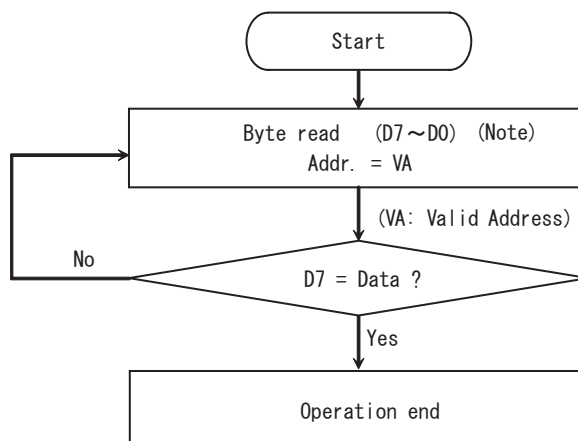 Start
Byte read (D7～D0) (Note)
Addr. = VA
(VA: Valid Address)
No
D7 = Data ?
Yes
Operation end